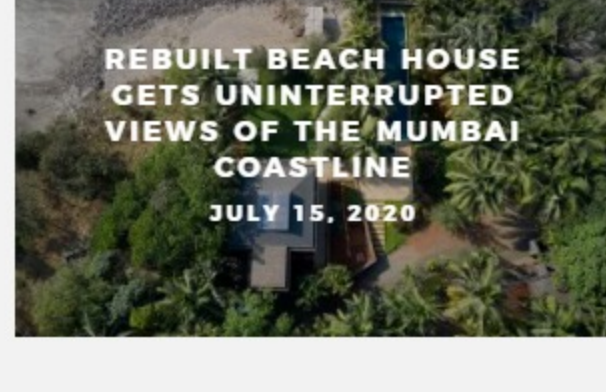 REBUILT BEACH HOUSE
GETS UNINTERRUPTED
VIEWS OF THE MUMBAI
COASTLINE
JULY 15, 2020